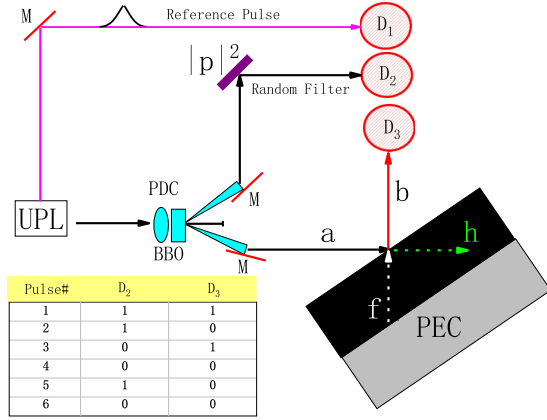 M
Reference Pulse
D1
|p|²
D2
Random Filter
D3
PDC
M
b
UPL
BBO
a
h
M
f
PEC
Pulse# D2 D3
1 1 1
2 1 0
3 0 1
4 0 0
5 1 0
6 0 0